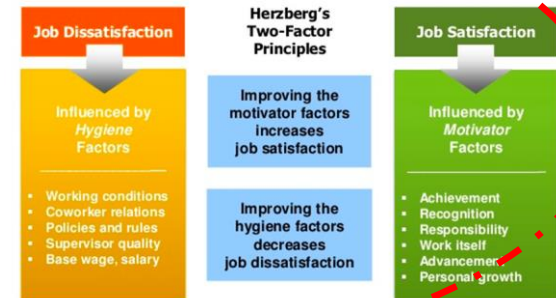 Job Dissatisfaction
Influenced by
Hygiene
Factors
▪ Working conditions
▪ Coworker relations
▪ Policies and rules
▪ Supervisor quality
▪ Base wage, salary
Herzberg's
Two-Factor
Principles
Improving the
motivator factors
increases
job satisfaction
Improving the
hygiene factors
decreases
job dissatisfaction
Job Satisfaction
Influenced by
Motivator
Factors
▪ Achievement
▪ Recognition
▪ Responsibility
▪ Work itself
▪ Advancement
▪ Personal growth